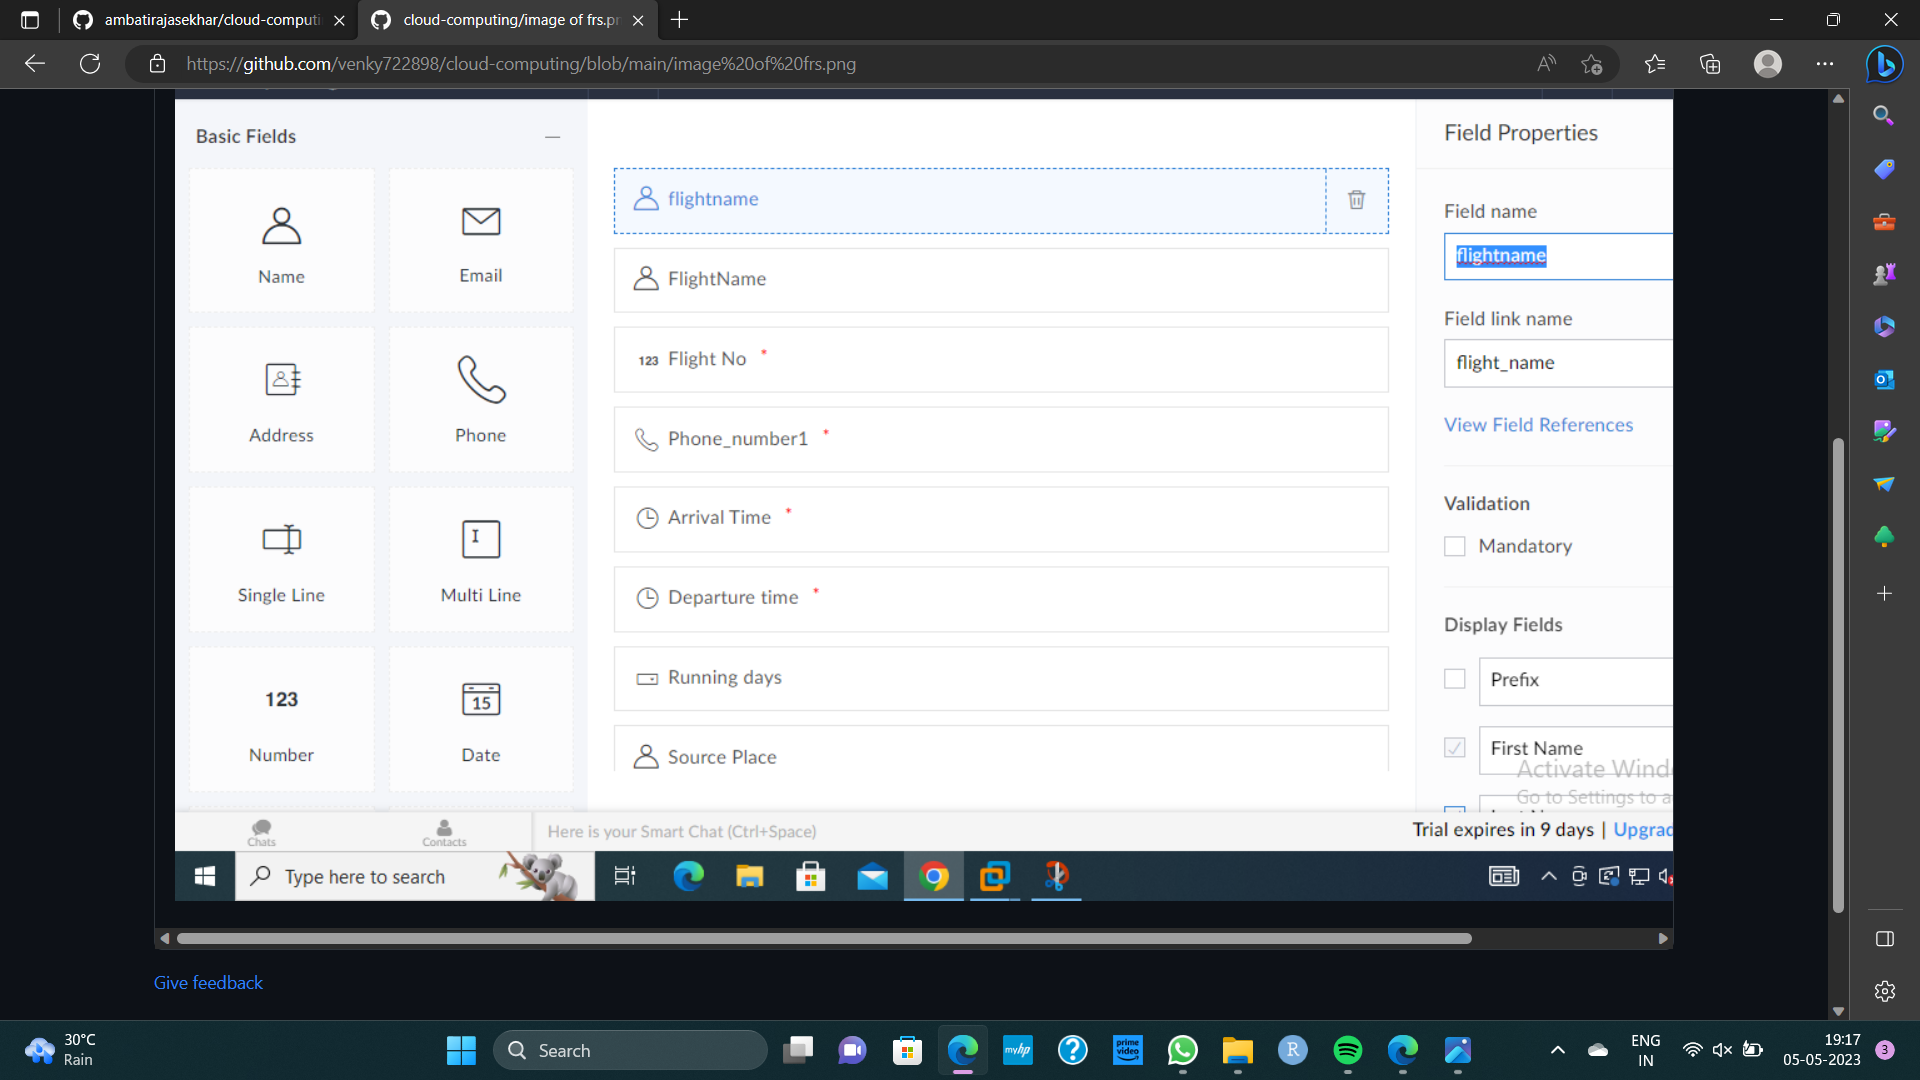 ambatirajasekhar/cloud-computi
cloud-computing/image of frs.pn
https://github.com/venky722898/cloud-computing/blob/main/image%20of%20frs.png
Basic Fields
Name
Email
Address
Phone
Single Line
Multi Line
123
Number
15
Date
flightname
FlightName
123 Flight No *
Phone_number1 *
Arrival Time *
Departure time *
Running days
Source Place
Field Properties
Field name
flightname
Field link name
flight_name
View Field References
Validation
Mandatory
Display Fields
Prefix
First Name
Activate Wind
Go to Settings to a
Chats
Contacts
Here is your Smart Chat (Ctrl+Space)
Trial expires in 9 days | Upgrad
Type here to search
Give feedback
30°C
Rain
Search
myhp
prime
video
R
ENG
IN
19:17
05-05-2023
3